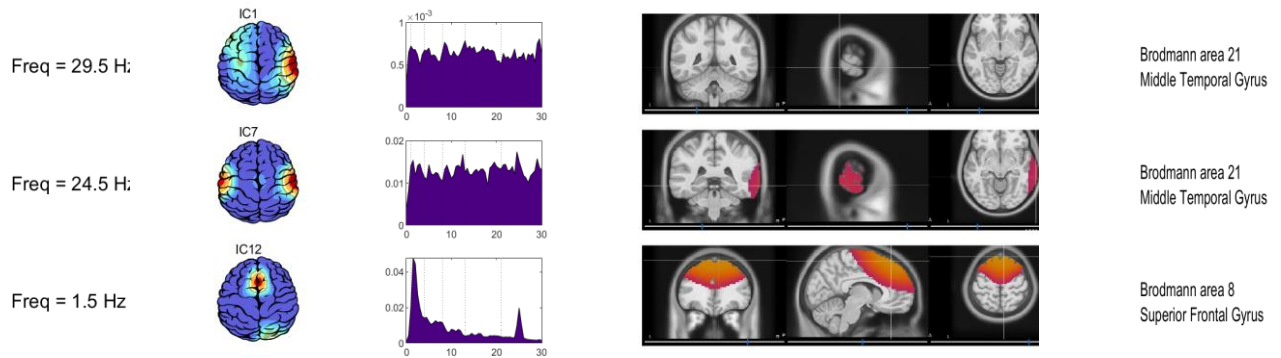 IC1
×10⁻³
1
0.5
0
0 10 20 30
Freq = 29.5 Hz
Brodmann area 21
Middle Temporal Gyrus
IC7
0.02
0.01
0
0 10 20 30
Freq = 24.5 Hz
Brodmann area 21
Middle Temporal Gyrus
IC12
0.04
0.02
0
0 10 20 30
Freq = 1.5 Hz
Brodmann area 8
Superior Frontal Gyrus